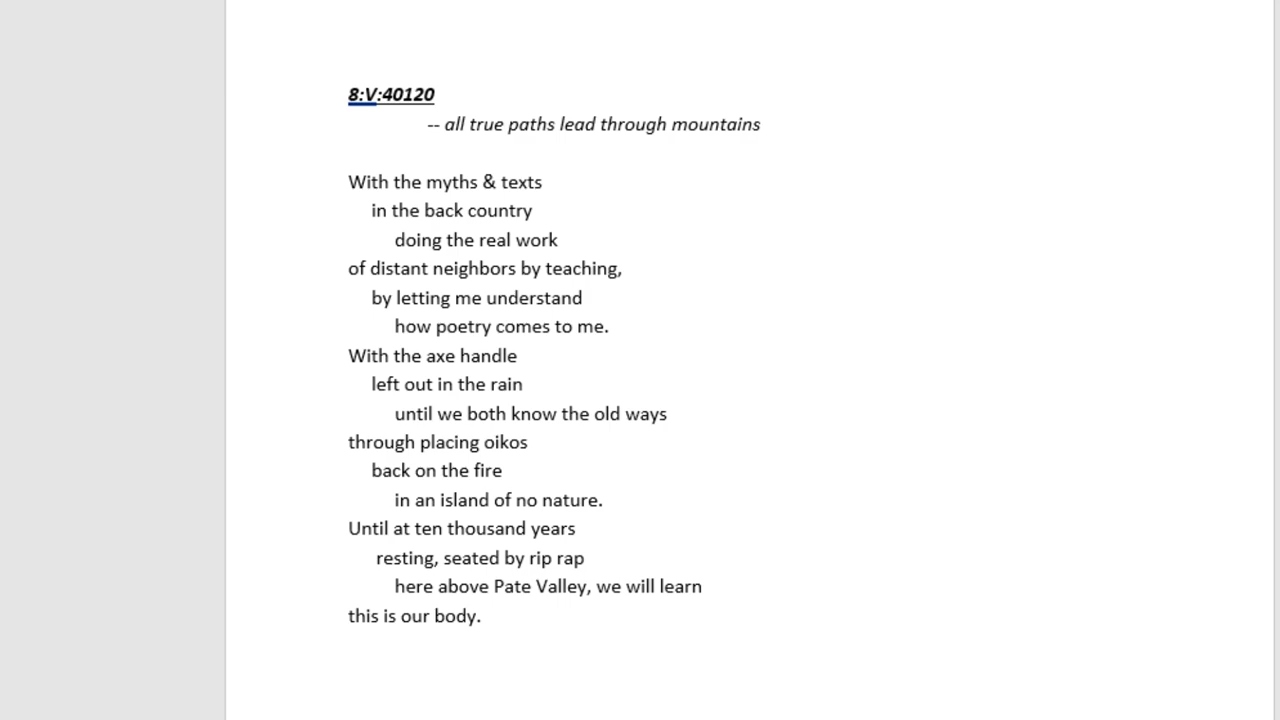 8:V:40120
-- all true paths lead through mountains
With the myths & texts
in the back country
doing the real work
of distant neighbors by teaching,
by letting me understand
how poetry comes to me.
With the axe handle
left out in the rain
until we both know the old ways
through placing oikos
back on the fire
in an island of no nature.
Until at ten thousand years
resting, seated by rip rap
here above Pate Valley, we will learn
this is our body.